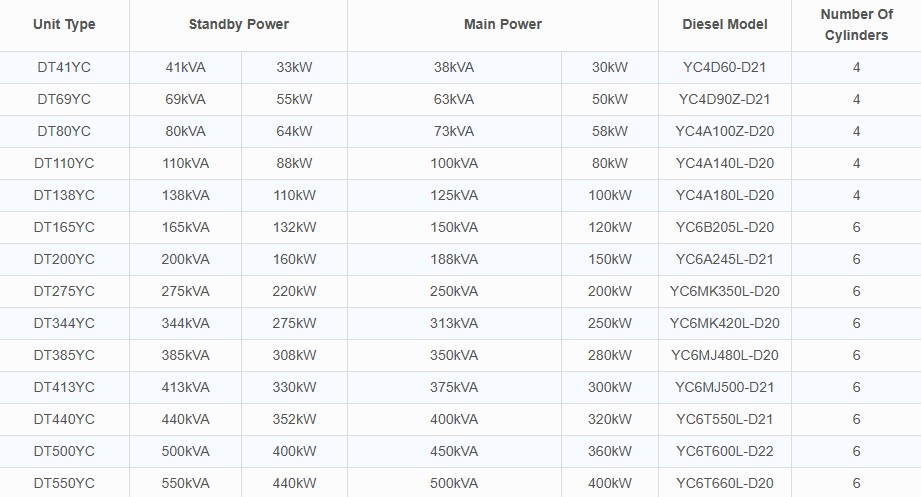 Unit Type Standby Power Main Power Diesel Model Number Of Cylinders
DT41YC 41kVA 33kW 38kVA 30kW YC4D60-D21 4
DT69YC 69kVA 55kW 63kVA 50kW YC4D90Z-D21 4
DT80YC 80kVA 64kW 73kVA 58kW YC4A100Z-D20 4
DT110YC 110kVA 88kW 100kVA 80kW YC4A140L-D20 4
DT138YC 138kVA 110kW 125kVA 100kW YC4A180L-D20 4
DT165YC 165kVA 132kW 150kVA 120kW YC6B205L-D20 6
DT200YC 200kVA 160kW 188kVA 150kW YC6A245L-D21 6
DT275YC 275kVA 220kW 250kVA 200kW YC6MK350L-D20 6
DT344YC 344kVA 275kW 313kVA 250kW YC6MK420L-D20 6
DT385YC 385kVA 308kW 350kVA 280kW YC6MJ480L-D20 6
DT413YC 413kVA 330kW 375kVA 300kW YC6MJ500-D21 6
DT440YC 440kVA 352kW 400kVA 320kW YC6T550L-D21 6
DT500YC 500kVA 400kW 450kVA 360kW YC6T600L-D22 6
DT550YC 550kVA 440kW 500kVA 400kW YC6T660L-D20 6